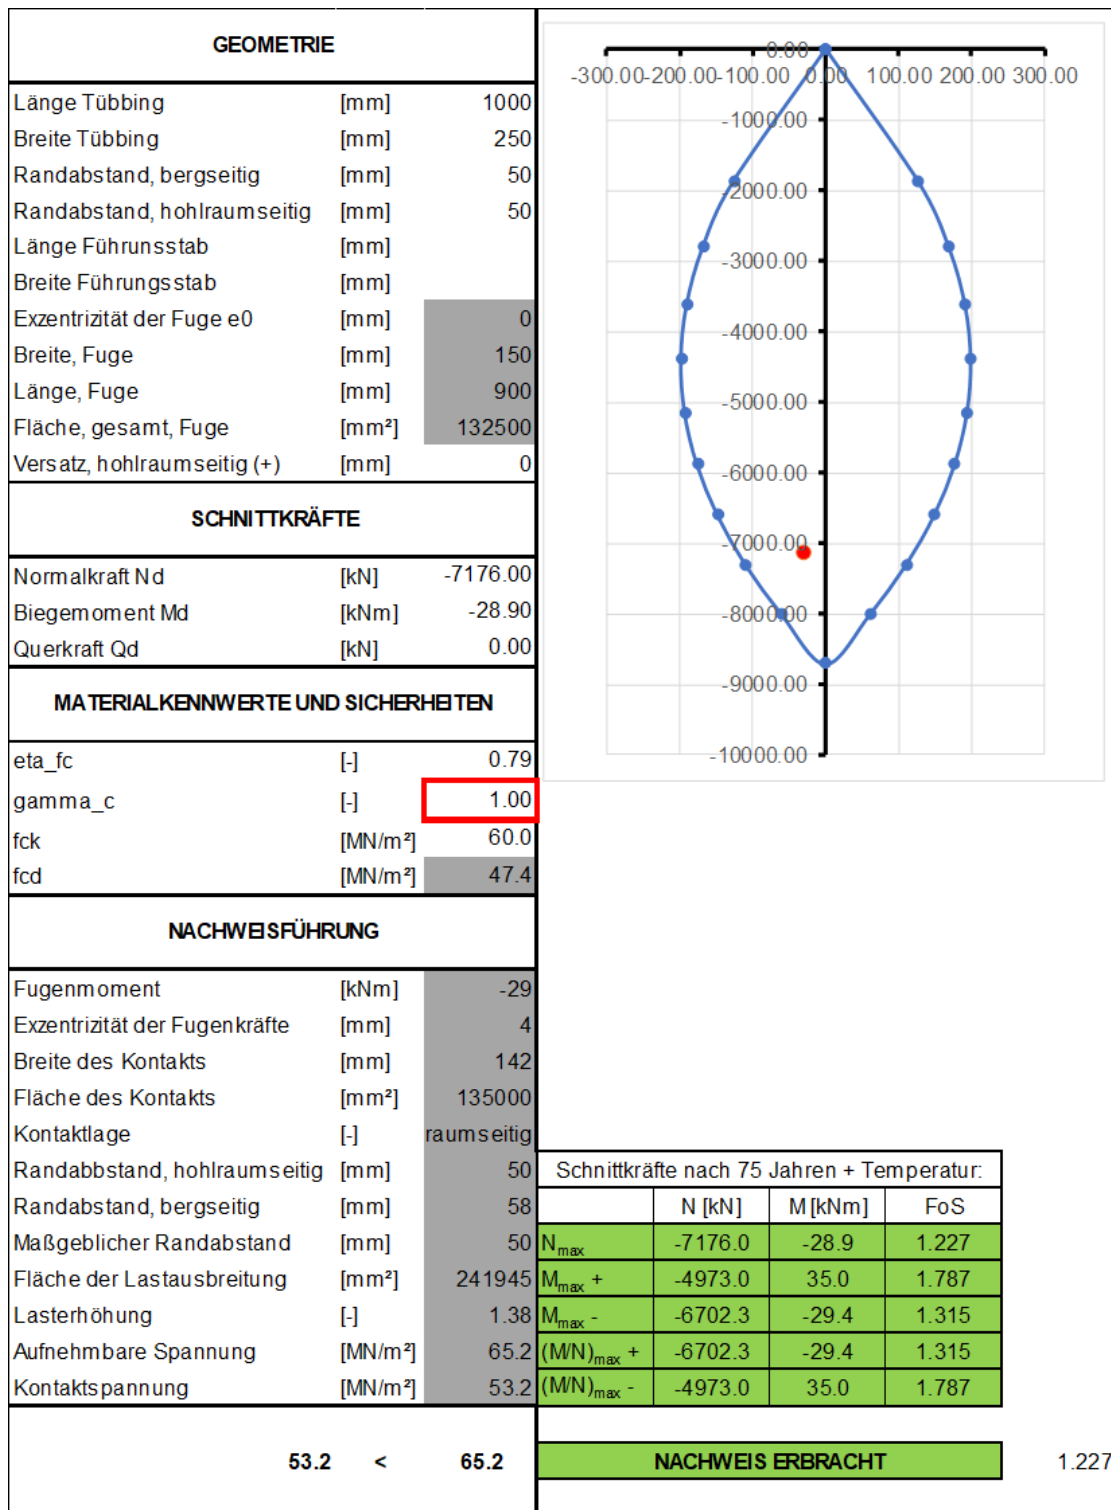 GEOMETRIE
Länge Tübbing [mm] 1000
Breite Tübbing [mm] 250
Randabstand, bergseitig [mm] 50
Randabstand, hohlraumseitig [mm] 50
Länge Führunsstab [mm]
Breite Führungsstab [mm]
Exzentrizität der Fuge e0 [mm] 0
Breite, Fuge [mm] 150
Länge, Fuge [mm] 900
Fläche, gesamt, Fuge [mm²] 132500
Versatz, hohlraumseitig (+) [mm] 0
SCHNITTKRÄFTE
Normalkraft Nd [kN] -7176.00
Biegemoment Md [kNm] -28.90
Querkraft Qd [kN] 0.00
MATERIALKENNWERTE UND SICHERHEITEN
eta_fc [-] 0.79
gamma_c [-] 1.00
fck [MN/m²] 60.0
fcd [MN/m²] 47.4
NACHWEISFÜHRUNG
Fugenmoment [kNm] -29
Exzentrizität der Fugenkräfte [mm] 4
Breite des Kontakts [mm] 142
Fläche des Kontakts [mm²] 135000
Kontaktlage [-] raumseitig
Randabbstand, hohlraumseitig [mm] 50
Randabstand, bergseitig [mm] 58
Maßgeblicher Randabstand [mm] 50
Fläche der Lastausbreitung [mm²] 241945
Lasterhöhung [-] 1.38
Aufnehmbare Spannung [MN/m²] 65.2
Kontaktspannung [MN/m²] 53.2
53.2 < 65.2
0.00
-300.00 -200.00 -100.00 0.00 100.00 200.00 300.00
-1000.00
-2000.00
-3000.00
-4000.00
-5000.00
-6000.00
-7000.00
-8000.00
-9000.00
-10000.00
Schnittkräfte nach 75 Jahren + Temperatur:
N [kN] M [kNm] FoS
Nmax -7176.0 -28.9 1.227
Mmax + -4973.0 35.0 1.787
Mmax - -6702.3 -29.4 1.315
(M/N)max + -6702.3 -29.4 1.315
(M/N)max - -4973.0 35.0 1.787
NACHWEIS ERBRACHT 1.227